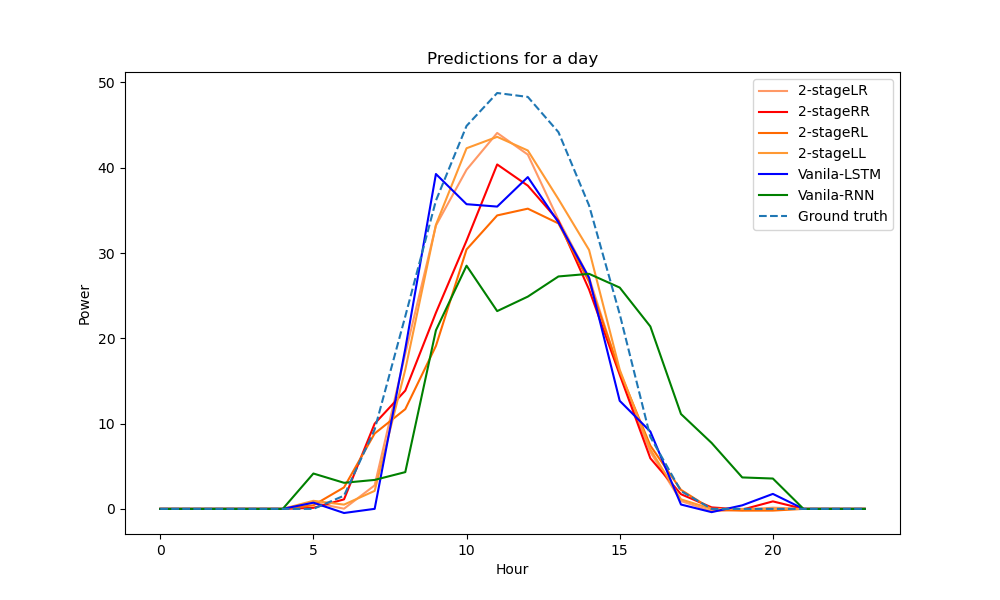 Predictions for a day
2-stageLR
2-stageRR
2-stageRL
2-stageLL
Vanila-LSTM
Vanila-RNN
Ground truth
Power
50
40
30
20
10
0
0 5 10 15 20
Hour